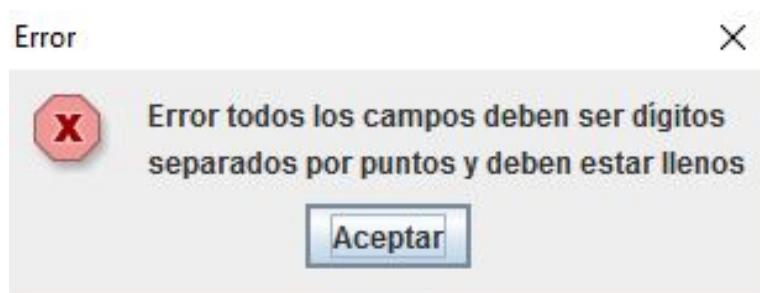 Error
Error todos los campos deben ser dígitos
separados por puntos y deben estar llenos
Aceptar